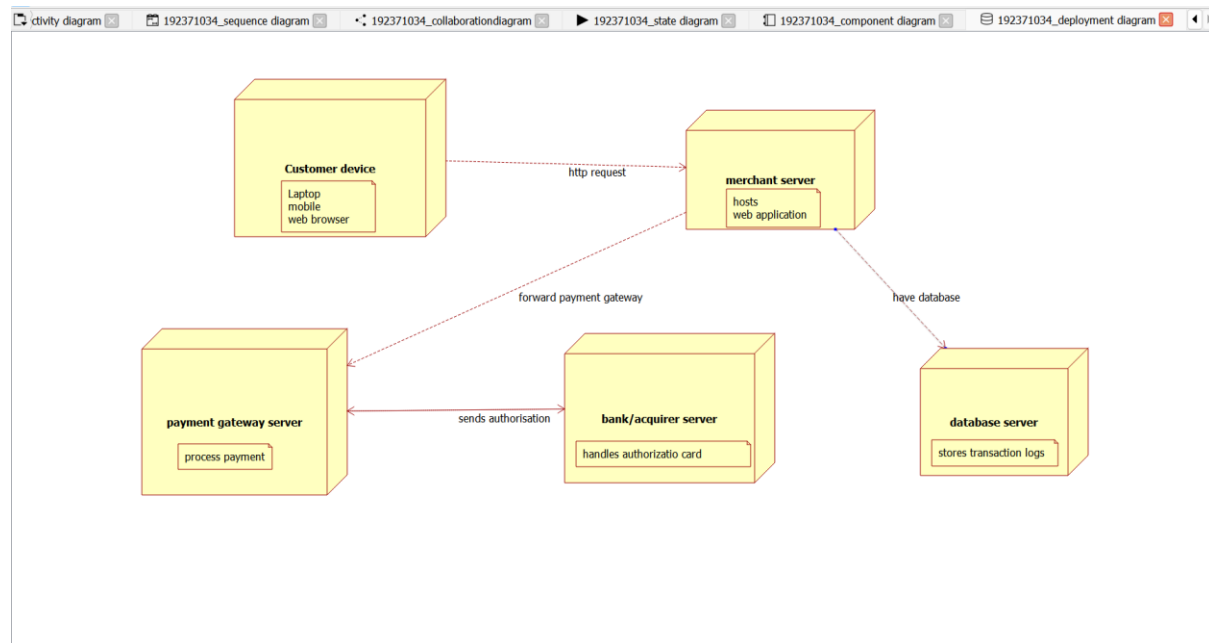 ctivity diagram
192371034_sequence diagram
192371034_collaborationdiagram
192371034_state diagram
192371034_component diagram
192371034_deployment diagram
Customer device
Laptop
mobile
web browser
http request
merchant server
hosts
web application
forward payment gateway
have database
payment gateway server
process payment
sends authorisation
bank/acquirer server
handles authorizatio card
database server
stores transaction logs